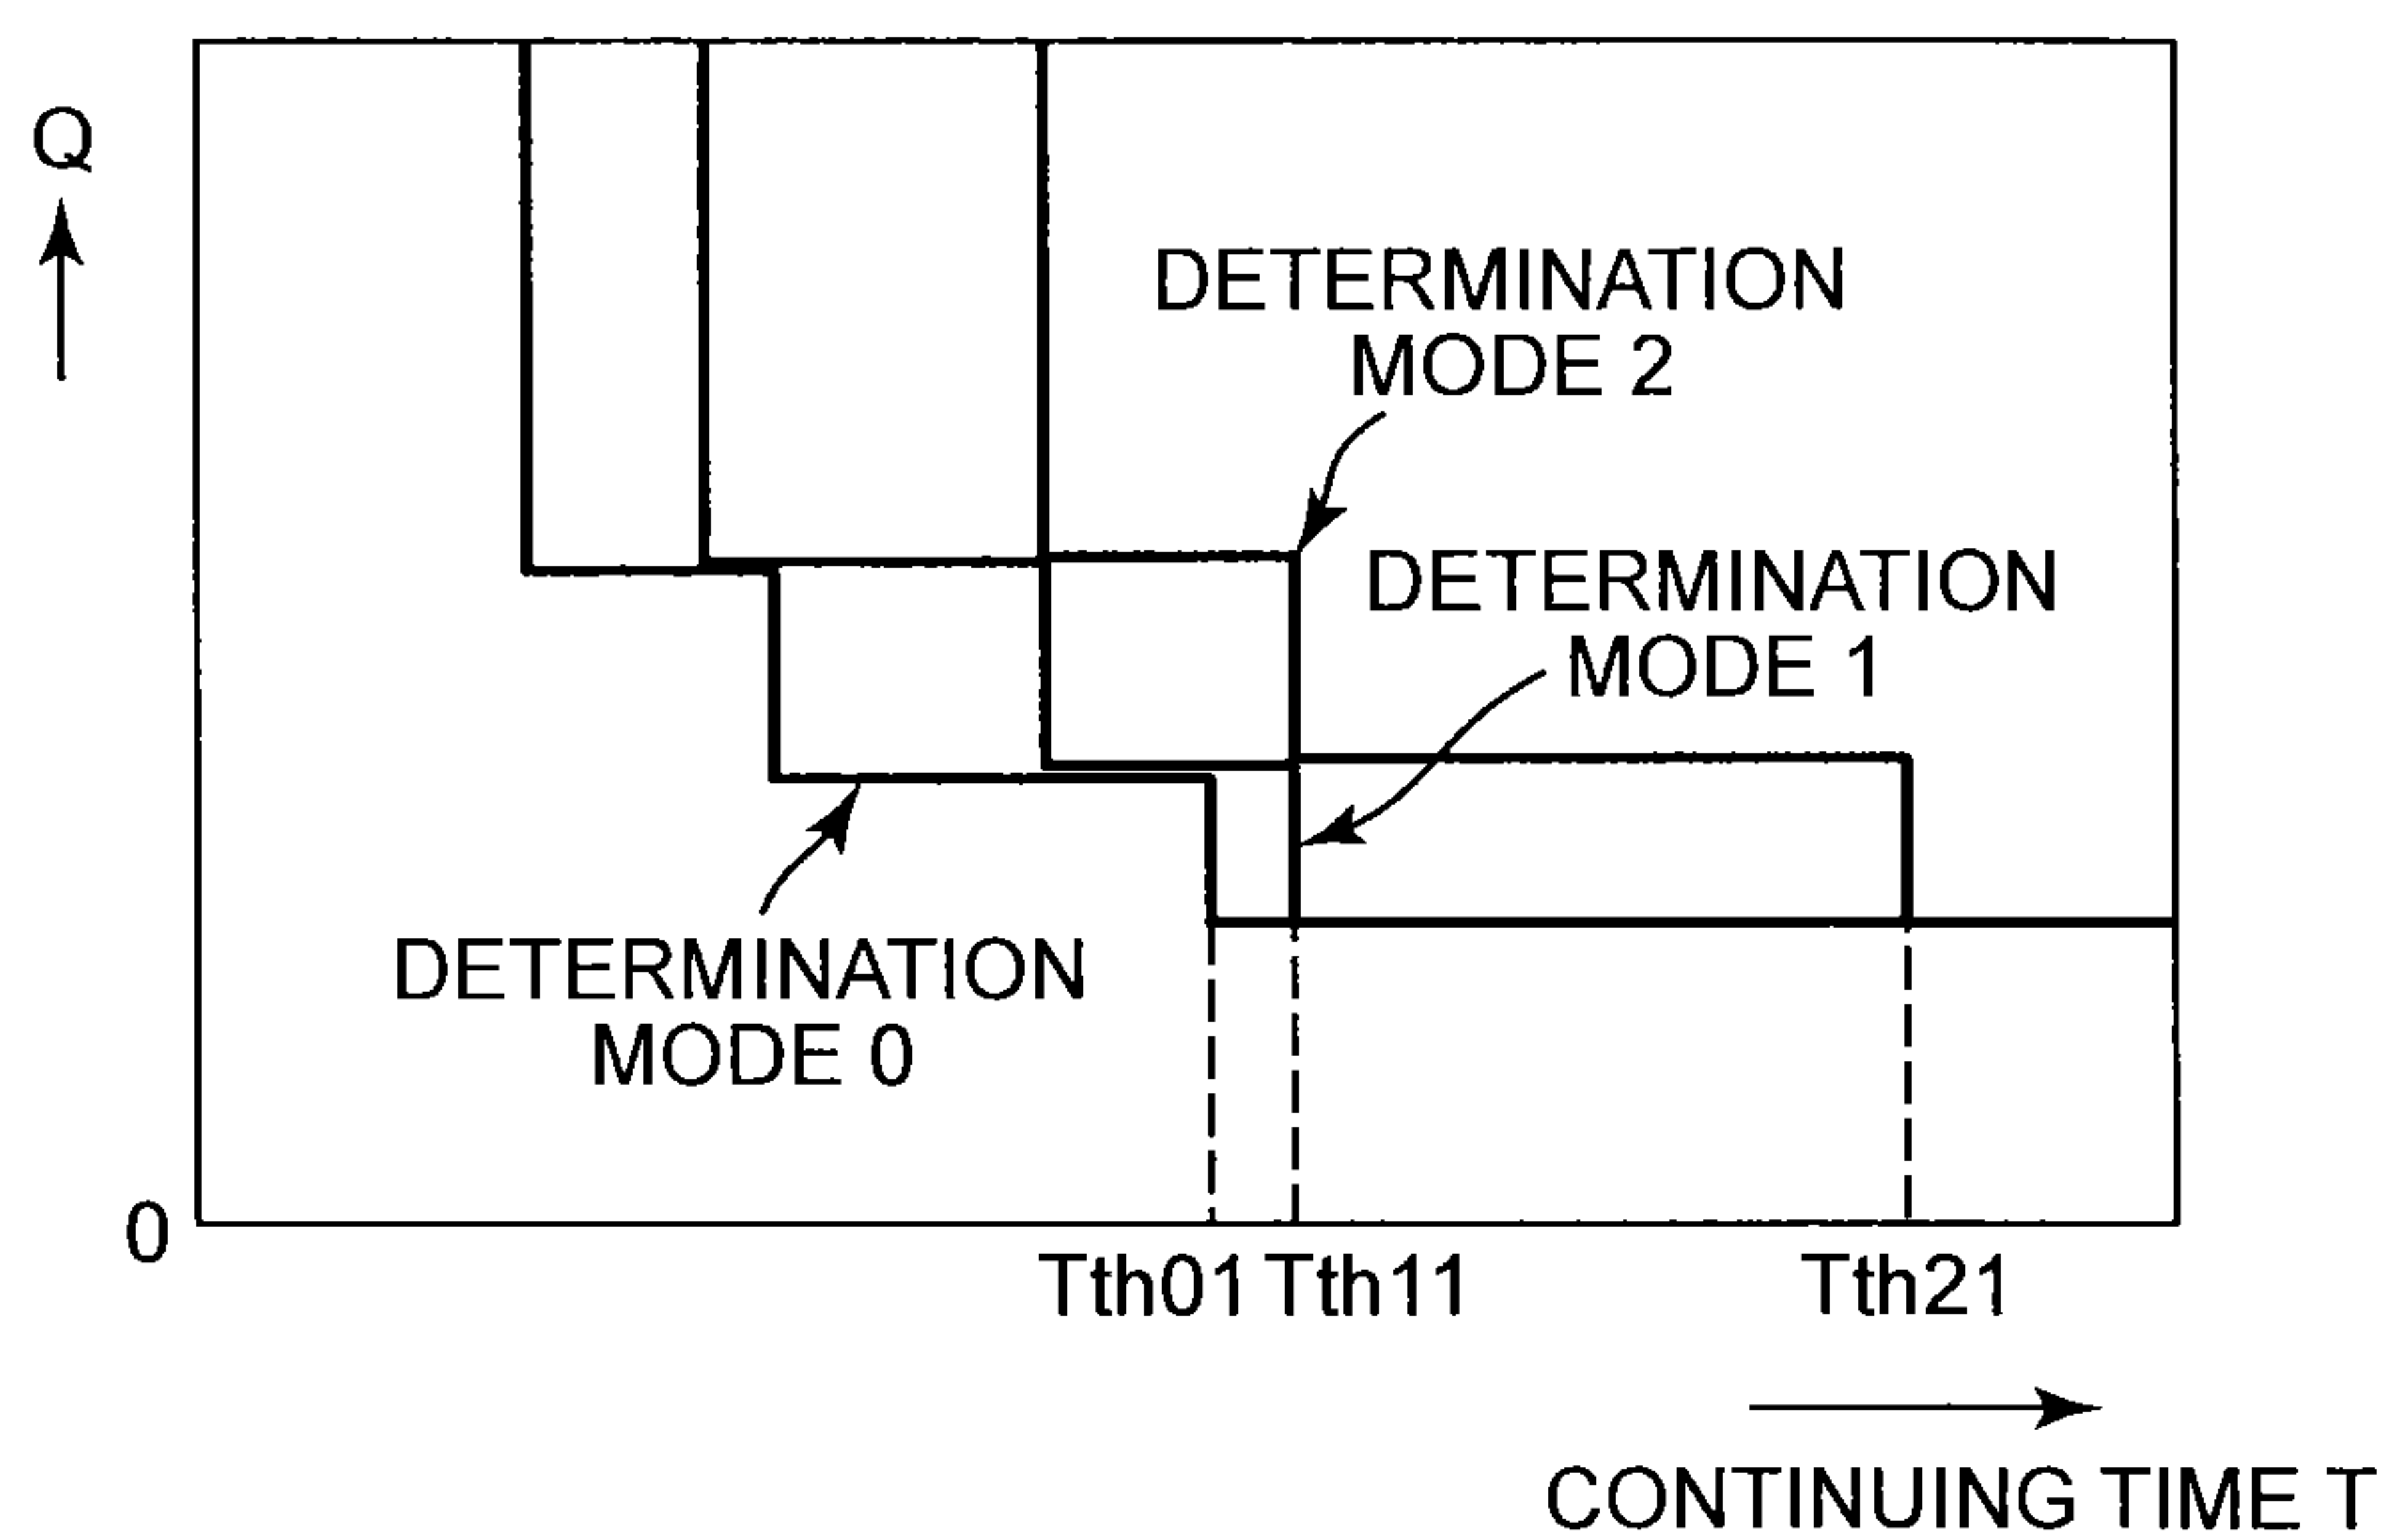 Q
DETERMINATION
MODE 2
DETERMINATION
MODE 1
DETERMINATION
MODE 0
0
Tth01 Tth11 Tth21
CONTINUING TIME T